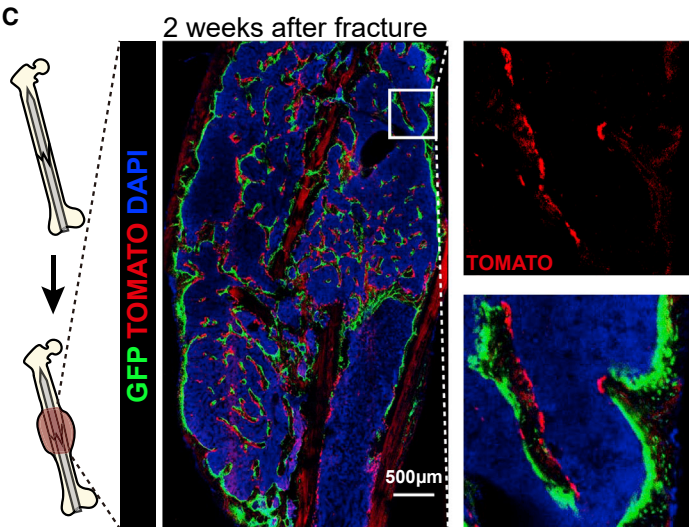 C
2 weeks after fracture
GFP TOMATO DAPI
500µm
TOMATO